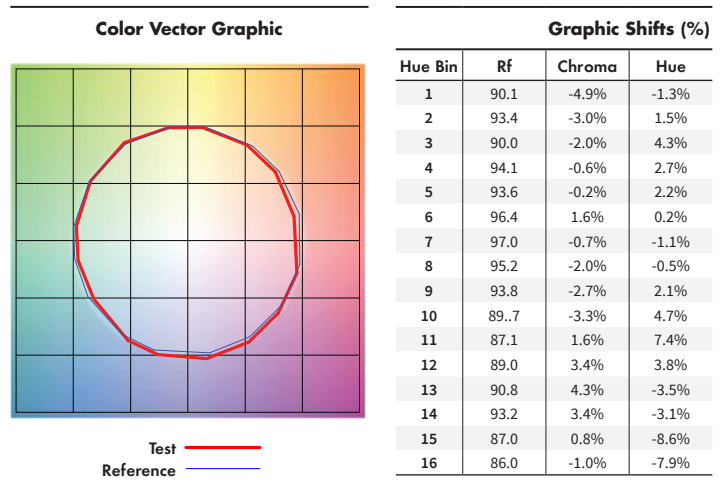 Color Vector Graphic
Test
Reference
Graphic Shifts (%)
Hue Bin Rf Chroma Hue
1 90.1 -4.9% -1.3%
2 93.4 -3.0% 1.5%
3 90.0 -2.0% 4.3%
4 94.1 -0.6% 2.7%
5 93.6 -0.2% 2.2%
6 96.4 1.6% 0.2%
7 97.0 -0.7% -1.1%
8 95.2 -2.0% -0.5%
9 93.8 -2.7% 2.1%
10 89..7 -3.3% 4.7%
11 87.1 1.6% 7.4%
12 89.0 3.4% 3.8%
13 90.8 4.3% -3.5%
14 93.2 3.4% -3.1%
15 87.0 0.8% -8.6%
16 86.0 -1.0% -7.9%